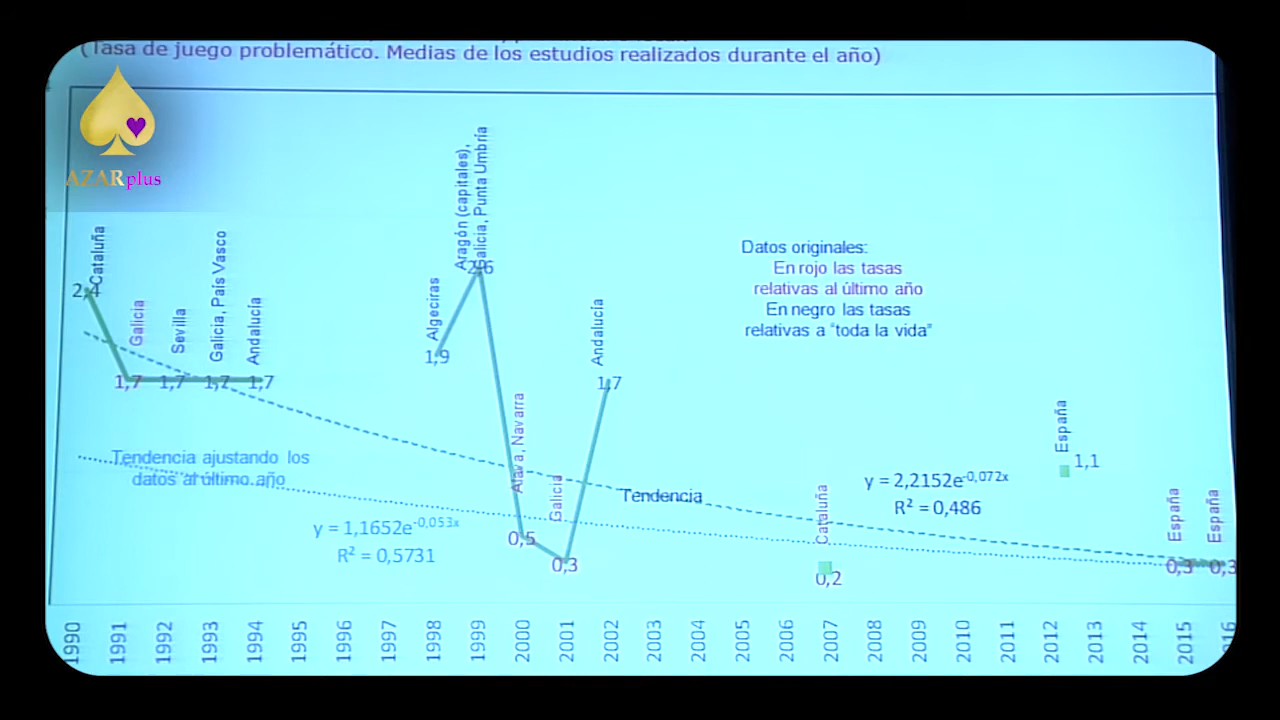 (Tasa de juego problemático. Medias de los estudios realizados durante el año)
AZARplus
Cataluña
Galicia
Sevilla
Galicia, País Vasco
Andalucía
Algeciras
Aragón (capitales),
Galicia, Punta Umbría
Alava, Navarra
Galicia
Andalucía
Cataluña
España
España
España
2,4
1,7
1,7
1,7
1,7
1,9
2,6
0,5
0,3
1,7
0,2
1,1
0,3
0,3
Datos originales:
En rojo las tasas
relativas al último año
En negro las tasas
relativas a "toda la vida"
Tendencia ajustando los
datos al último año
y = 1,1652e^-0,053x
R² = 0,5731
Tendencia
y = 2,2152e^-0,072x
R² = 0,486
1990
1991
1992
1993
1994
1995
1996
1997
1998
1999
2000
2001
2002
2003
2004
2005
2006
2007
2008
2009
2010
2011
2012
2013
2014
2015
2016